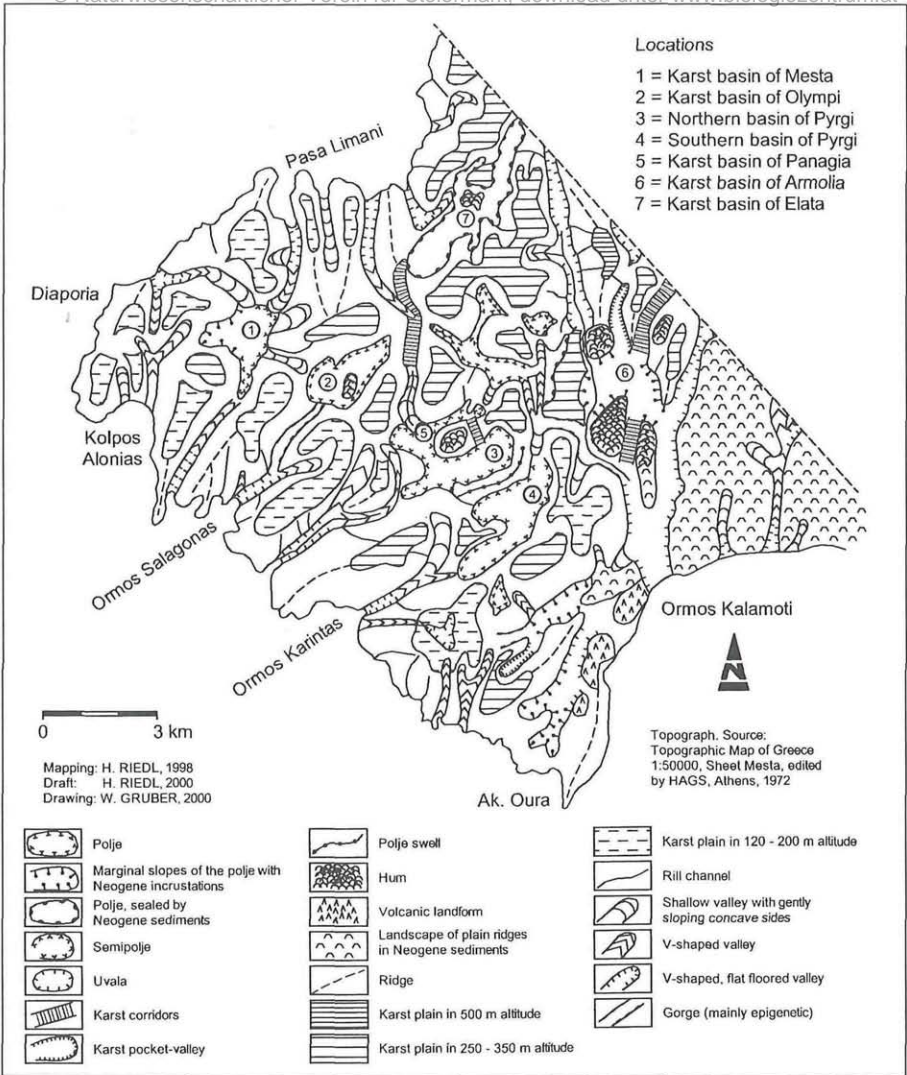 © Naturwissenschaftlicher Verein für Steiermark; download unter www.biologiezentrum.at
Locations
1 = Karst basin of Mesta
2 = Karst basin of Olympi
3 = Northern basin of Pyrgi
4 = Southern basin of Pyrgi
5 = Karst basin of Panagia
6 = Karst basin of Armolia
7 = Karst basin of Elata
Pasa Limani
Diaporia
Kolpos
Alonias
Ormos Salagonas
Ormos Karintas
Ormos Kalamoti
Ak. Oura
1
2
3
4
5
6
7
N
0 3 km
Mapping: H. RIEDL, 1998
Draft: H. RIEDL, 2000
Drawing: W. GRUBER, 2000
Topograph. Source:
Topographic Map of Greece
1:50000, Sheet Mesta, edited
by HAGS, Athens, 1972
Polje
Marginal slopes of the polje with
Neogene incrustations
Polje, sealed by
Neogene sediments
Semipolje
Uvala
Karst corridors
Karst pocket-valley
Polje swell
Hum
Volcanic landform
Landscape of plain ridges
in Neogene sediments
Ridge
Karst plain in 500 m altitude
Karst plain in 250 - 350 m altitude
Karst plain in 120 - 200 m altitude
Rill channel
Shallow valley with gently
sloping concave sides
V-shaped valley
V-shaped, flat floored valley
Gorge (mainly epigenetic)